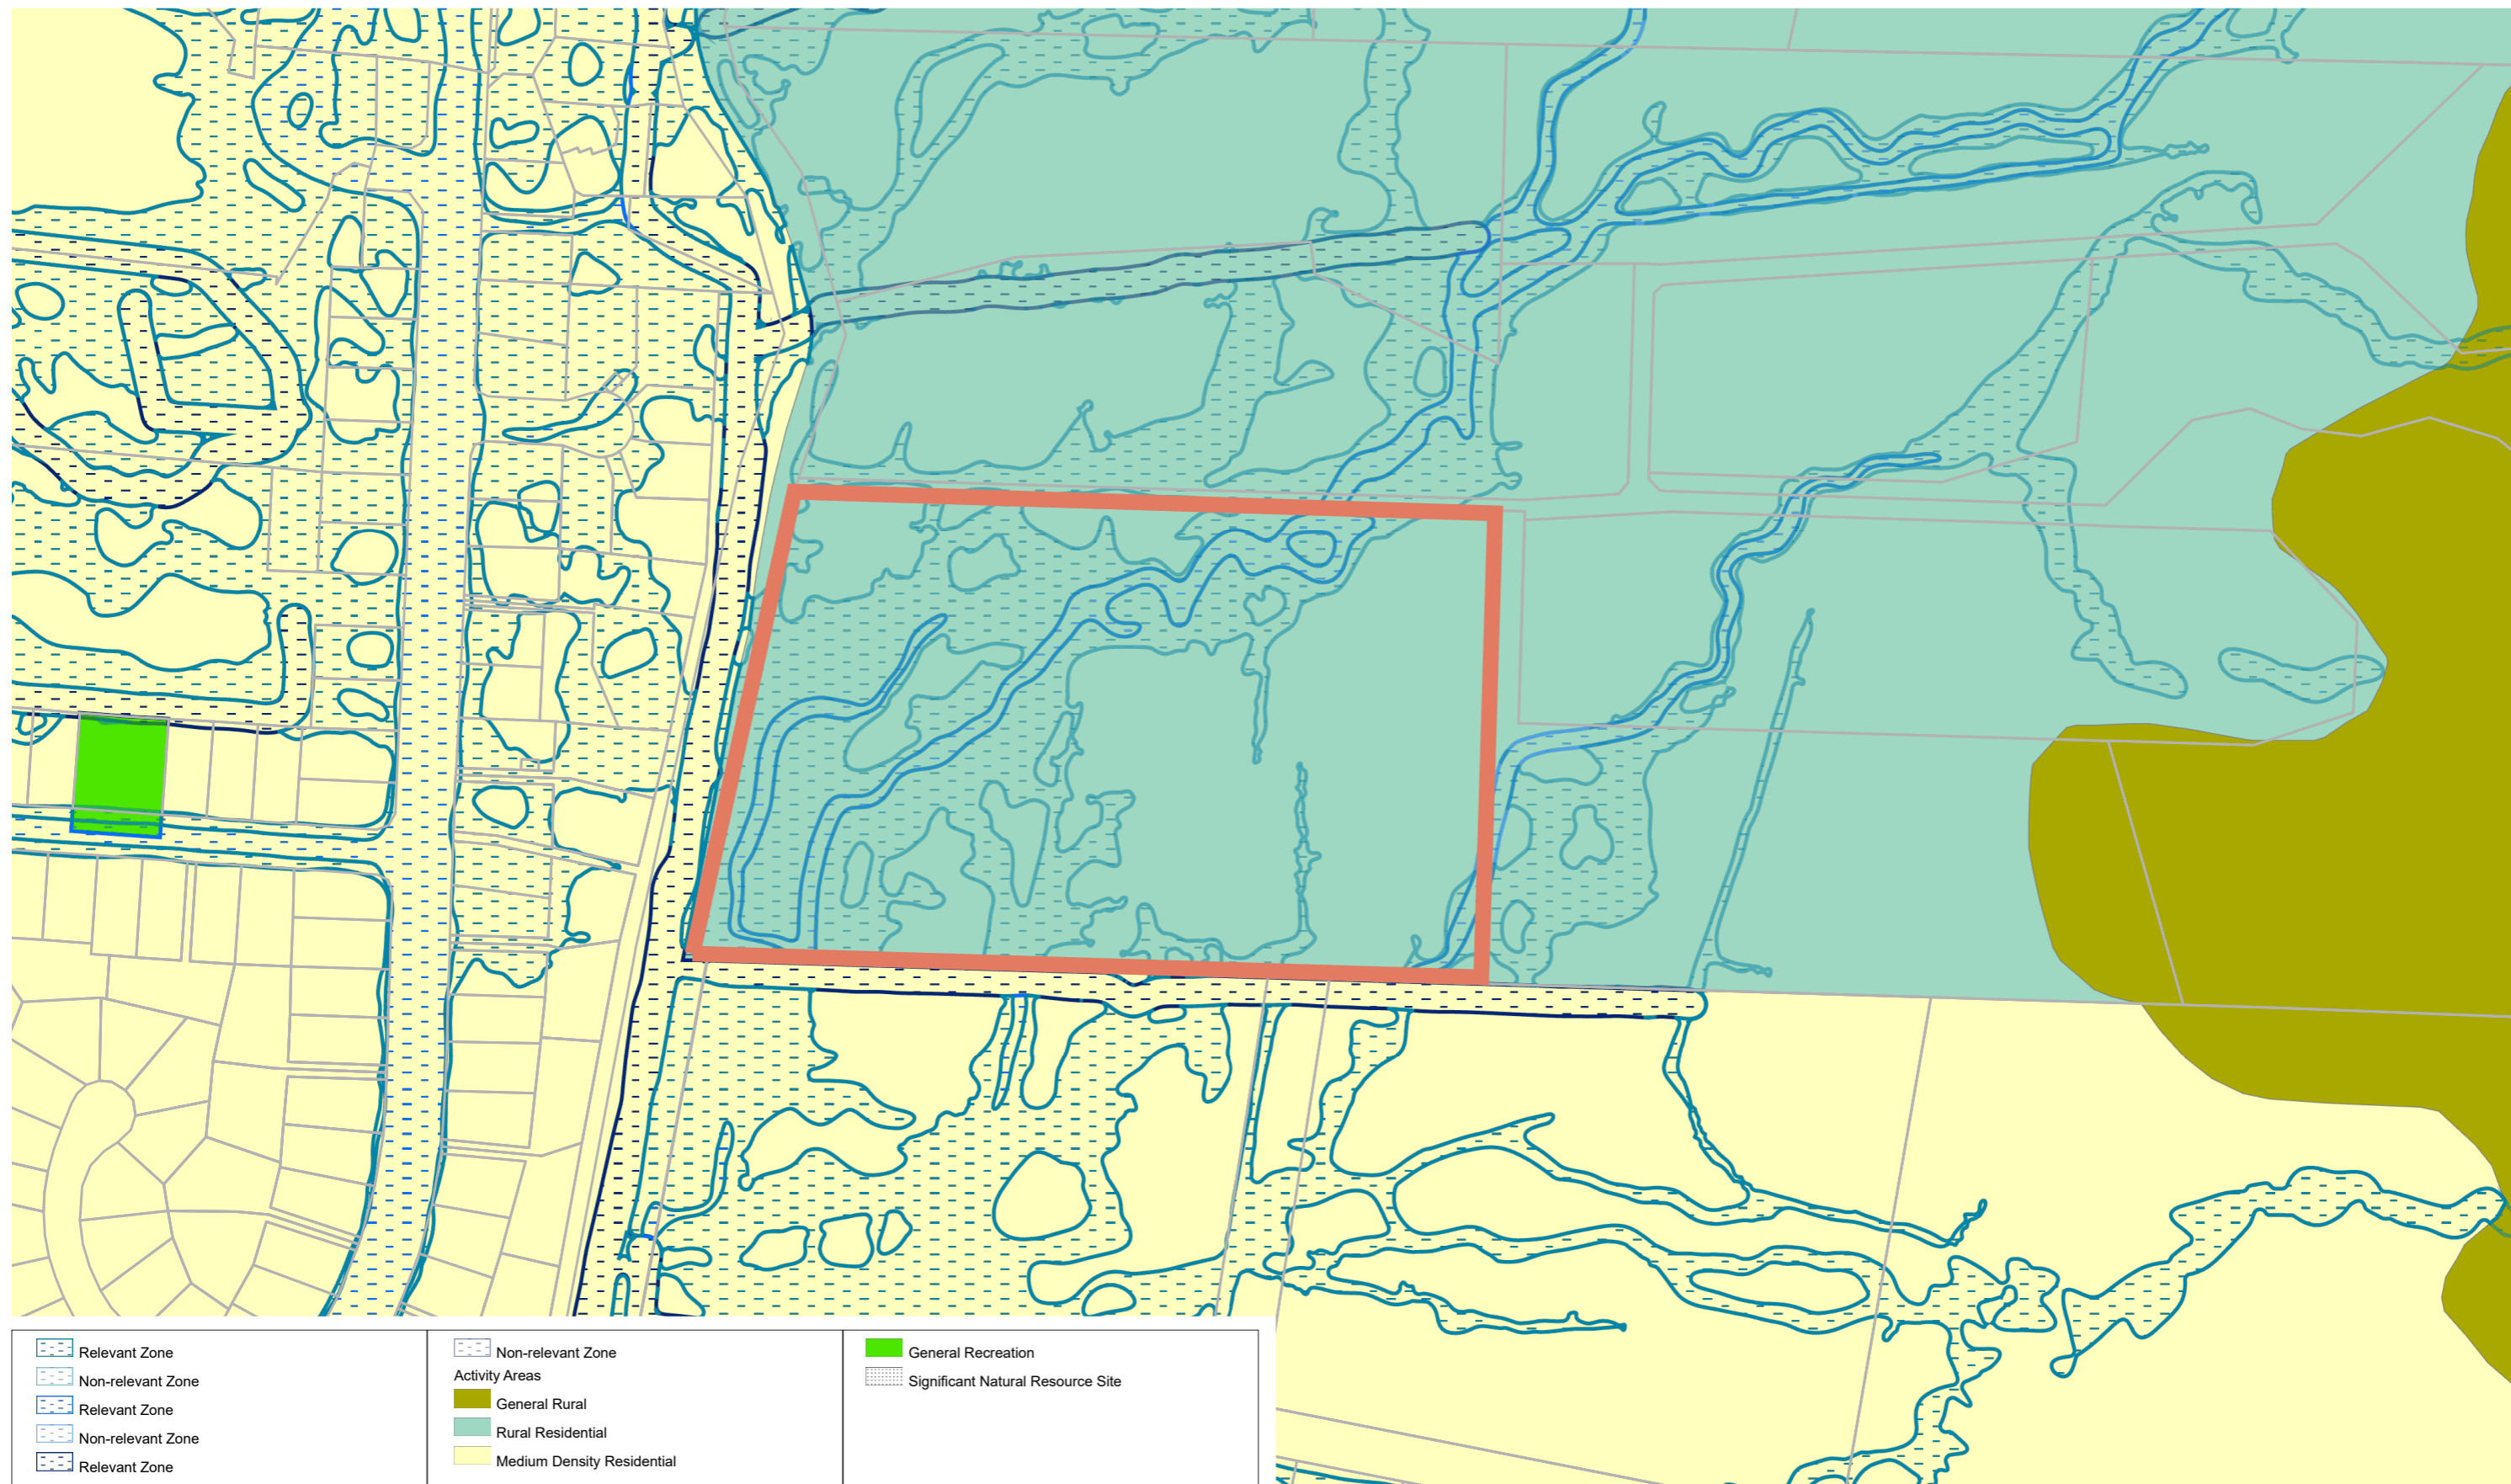 Relevant Zone
Non-relevant Zone
Relevant Zone
Non-relevant Zone
Relevant Zone
Non-relevant Zone
Activity Areas
General Rural
Rural Residential
Medium Density Residential
General Recreation
Significant Natural Resource Site